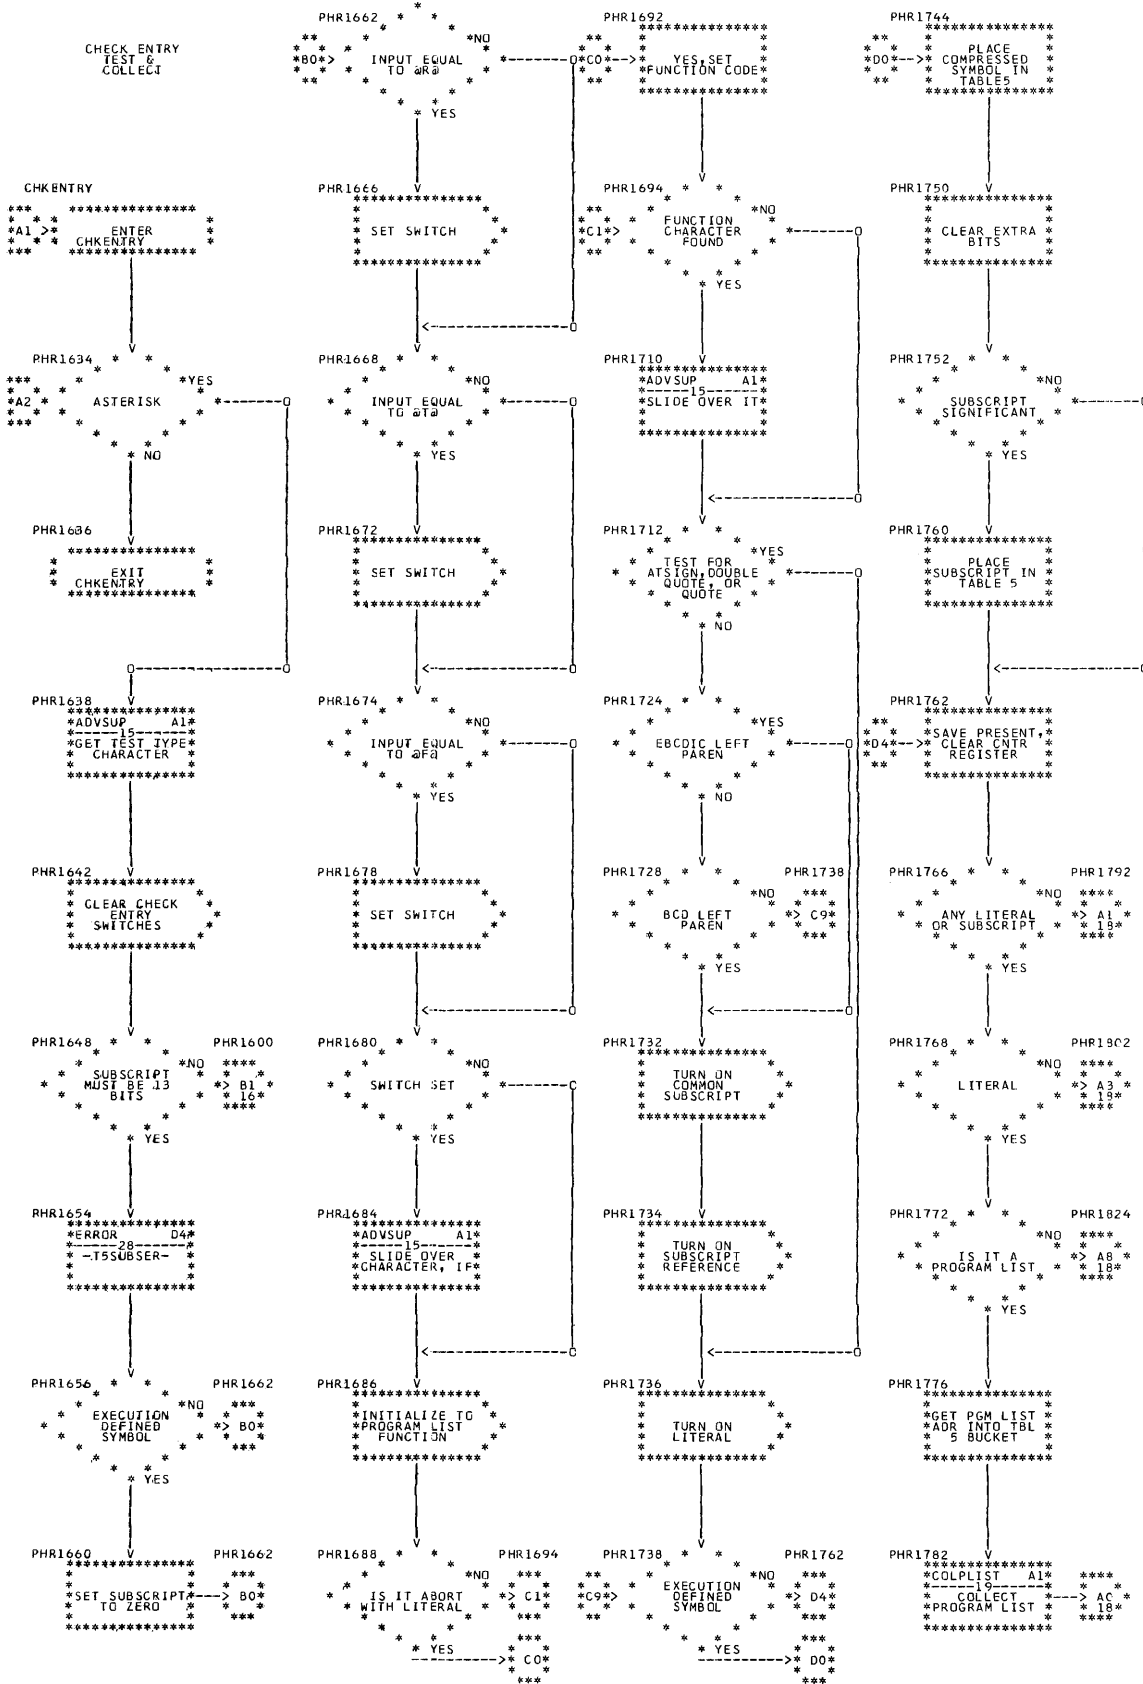 CHECK ENTRY
TEST &
COLLECT
CHKENTRY
A1
ENTER
CHKENTRY
PHR1634
A2
ASTERISK
YES
NO
PHR1636
EXIT
CHKENTRY
PHR1638
ADVSUP A1
15
GET TEST TYPE
CHARACTER
PHR1642
CLEAR CHECK
ENTRY
SWITCHES
PHR1648
SUBSCRIPT
MUST BE 13
BITS
NO
PHR1600
B1
16
YES
PHR1654
ERROR D4
28
-T5SUBSER-
PHR1656
EXECUTION
DEFINED
SYMBOL
NO
PHR1662
B0
YES
PHR1660
SET SUBSCRIPT
TO ZERO
PHR1662
B0
PHR1662
B0
INPUT EQUAL
TO @R@
NO
YES
PHR1666
SET SWITCH
PHR1668
INPUT EQUAL
TO @T@
NO
YES
PHR1672
SET SWITCH
PHR1674
INPUT EQUAL
TO @F@
NO
YES
PHR1678
SET SWITCH
PHR1680
SWITCH SET
NO
YES
PHR1684
ADVSUP A1
15
SLIDE OVER
CHARACTER, IF
PHR1686
INITIALIZE TO
PROGRAM LIST
FUNCTION
PHR1688
IS IT ABORT
WITH LITERAL
NO
PHR1694
C1
YES
C0
PHR1692
C0
YES, SET
FUNCTION CODE
PHR1694
C1
FUNCTION
CHARACTER
FOUND
NO
YES
PHR1710
ADVSUP A1
15
SLIDE OVER IT
PHR1712
TEST FOR
ATSIGN,DOUBLE
QUOTE, OR
QUOTE
YES
NO
PHR1724
EBCDIC LEFT
PAREN
YES
NO
PHR1728
BCD LEFT
PAREN
NO
PHR1738
C9
YES
PHR1732
TURN ON
COMMON
SUBSCRIPT
PHR1734
TURN ON
SUBSCRIPT
REFERENCE
PHR1736
TURN ON
LITERAL
PHR1738
C9
EXECUTION
DEFINED
SYMBOL
NO
PHR1762
D4
YES
D0
PHR1744
D0
PLACE
COMPRESSED
SYMBOL IN
TABLE5
PHR1750
CLEAR EXTRA
BITS
PHR1752
SUBSCRIPT
SIGNIFICANT
NO
YES
PHR1760
PLACE
SUBSCRIPT IN
TABLE 5
PHR1762
D4
SAVE PRESENT,
CLEAR CNTR
REGISTER
PHR1766
ANY LITERAL
OR SUBSCRIPT
NO
PHR1792
A1
18
YES
PHR1768
LITERAL
NO
PHR1802
A3
18
YES
PHR1772
IS IT A
PROGRAM LIST
NO
PHR1824
A8
18
YES
PHR1776
GET PGM LIST
ADR INTO TBL
5 BUCKET
PHR1782
COLPLIST A1
19
COLLECT
PROGRAM LIST
A0
18